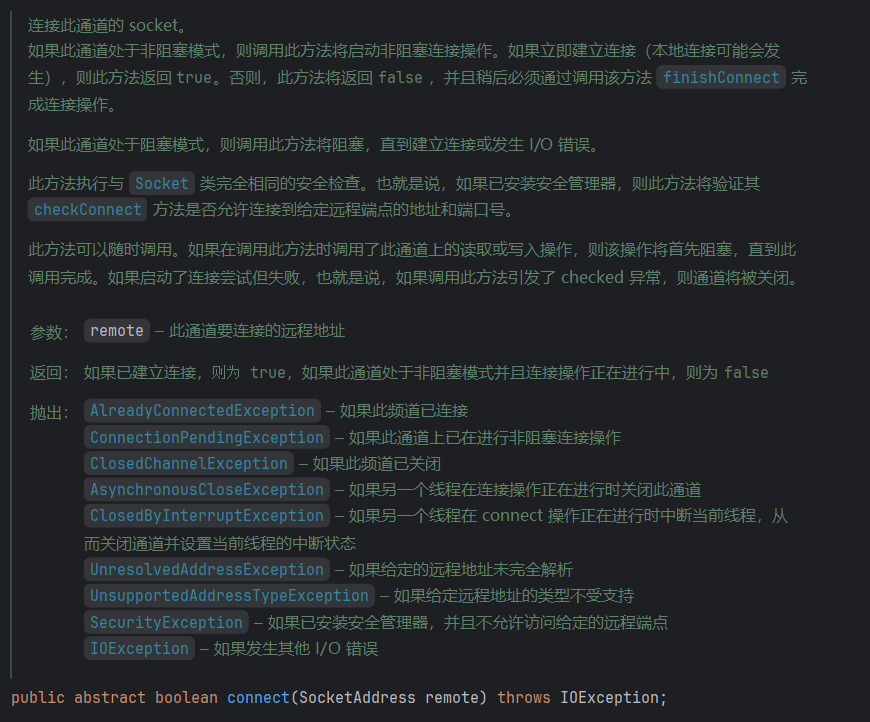 连接此通道的 socket。
如果此通道处于非阻塞模式，则调用此方法将启动非阻塞连接操作。如果立即建立连接（本地连接可能会发
生），则此方法返回 true。否则，此方法将返回 false ，并且稍后必须通过调用该方法 finishConnect 完
成连接操作。
如果此通道处于阻塞模式，则调用此方法将阻塞，直到建立连接或发生 I/O 错误。
此方法执行与 Socket 类完全相同的安全检查。也就是说，如果已安装安全管理器，则此方法将验证其
checkConnect 方法是否允许连接到给定远程端点的地址和端口号。
此方法可以随时调用。如果在调用此方法时调用了此通道上的读取或写入操作，则该操作将首先阻塞，直到此
调用完成。如果启动了连接尝试但失败，也就是说，如果调用此方法引发了 checked 异常，则通道将被关闭。
参数： remote – 此通道要连接的远程地址
返回： 如果已建立连接，则为 true，如果此通道处于非阻塞模式并且连接操作正在进行中，则为 false
抛出： AlreadyConnectedException – 如果此频道已连接
ConnectionPendingException – 如果此通道上已在进行非阻塞连接操作
ClosedChannelException – 如果此频道已关闭
AsynchronousCloseException – 如果另一个线程在连接操作正在进行时关闭此通道
ClosedByInterruptException – 如果另一个线程在 connect 操作正在进行时中断当前线程，从
而关闭通道并设置当前线程的中断状态
UnresolvedAddressException – 如果给定的远程地址未完全解析
UnsupportedAddressTypeException – 如果给定远程地址的类型不受支持
SecurityException – 如果已安装安全管理器，并且不允许访问给定的远程端点
IOException – 如果发生其他 I/O 错误
public abstract boolean connect(SocketAddress remote) throws IOException;